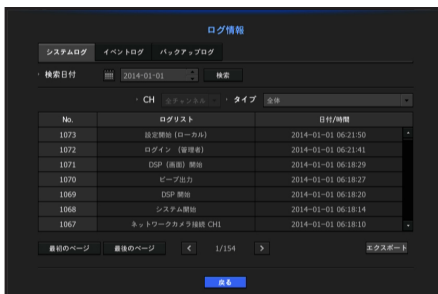 ログ情報
システムログ イベントログ バックアップログ
検索日付 2014-01-01 検索
CH 全チャンネル タイプ 全体
No. ログリスト 日付/時間
1073 設定開始 (ローカル) 2014-01-01 06:21:50
1072 ログイン (管理者) 2014-01-01 06:21:41
1071 DSP (画面) 開始 2014-01-01 06:18:29
1070 ビープ出力 2014-01-01 06:18:27
1069 DSP 開始 2014-01-01 06:18:20
1068 システム開始 2014-01-01 06:18:14
1067 ネットワークカメラ接続 CH1 2014-01-01 06:18:10
最初のページ 最後のページ < 1/154 > エクスポート
戻る